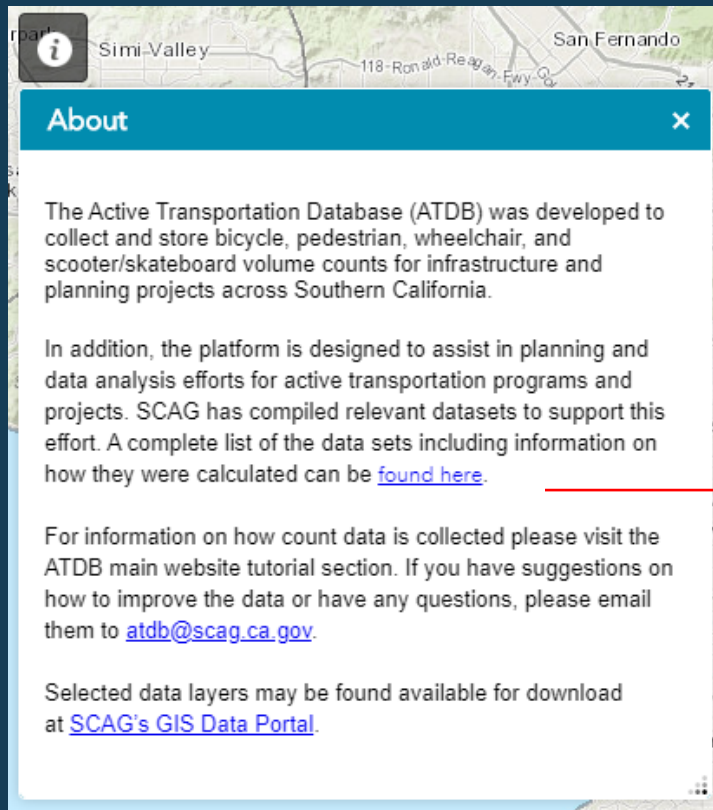 Simi Valley
San Fernando
118-Ronald-Reagan-Fwy
About
The Active Transportation Database (ATDB) was developed to
collect and store bicycle, pedestrian, wheelchair, and
scooter/skateboard volume counts for infrastructure and
planning projects across Southern California.
In addition, the platform is designed to assist in planning and
data analysis efforts for active transportation programs and
projects. SCAG has compiled relevant datasets to support this
effort. A complete list of the data sets including information on
how they were calculated can be found here.
For information on how count data is collected please visit the
ATDB main website tutorial section. If you have suggestions on
how to improve the data or have any questions, please email
them to atdb@scag.ca.gov.
Selected data layers may be found available for download
at SCAG's GIS Data Portal.